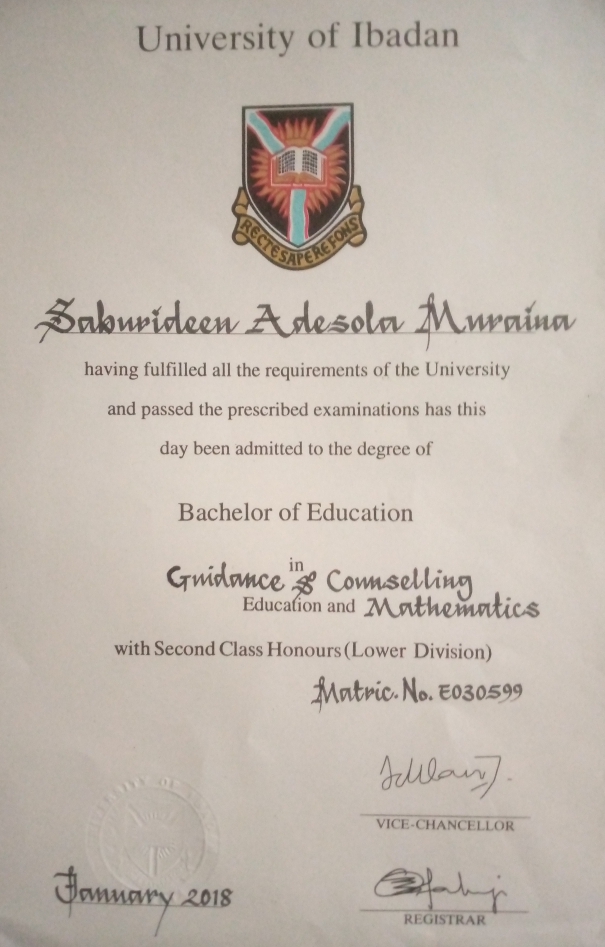 University of Ibadan
RECTE SAPERE FONS
Saburideen Adesola Muraina
having fulfilled all the requirements of the University
and passed the prescribed examinations has this
day been admitted to the degree of
Bachelor of Education
in
Guidance & Counselling
Education and Mathematics
with Second Class Honours (Lower Division)
Matric. No. E030599
VICE-CHANCELLOR
January 2018
REGISTRAR